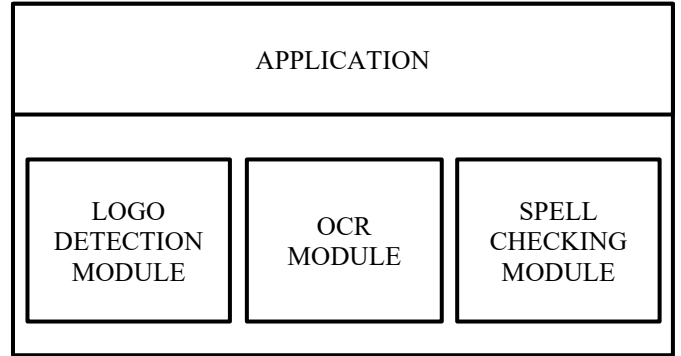 APPLICATION
LOGO
DETECTION
MODULE
OCR
MODULE
SPELL
CHECKING
MODULE